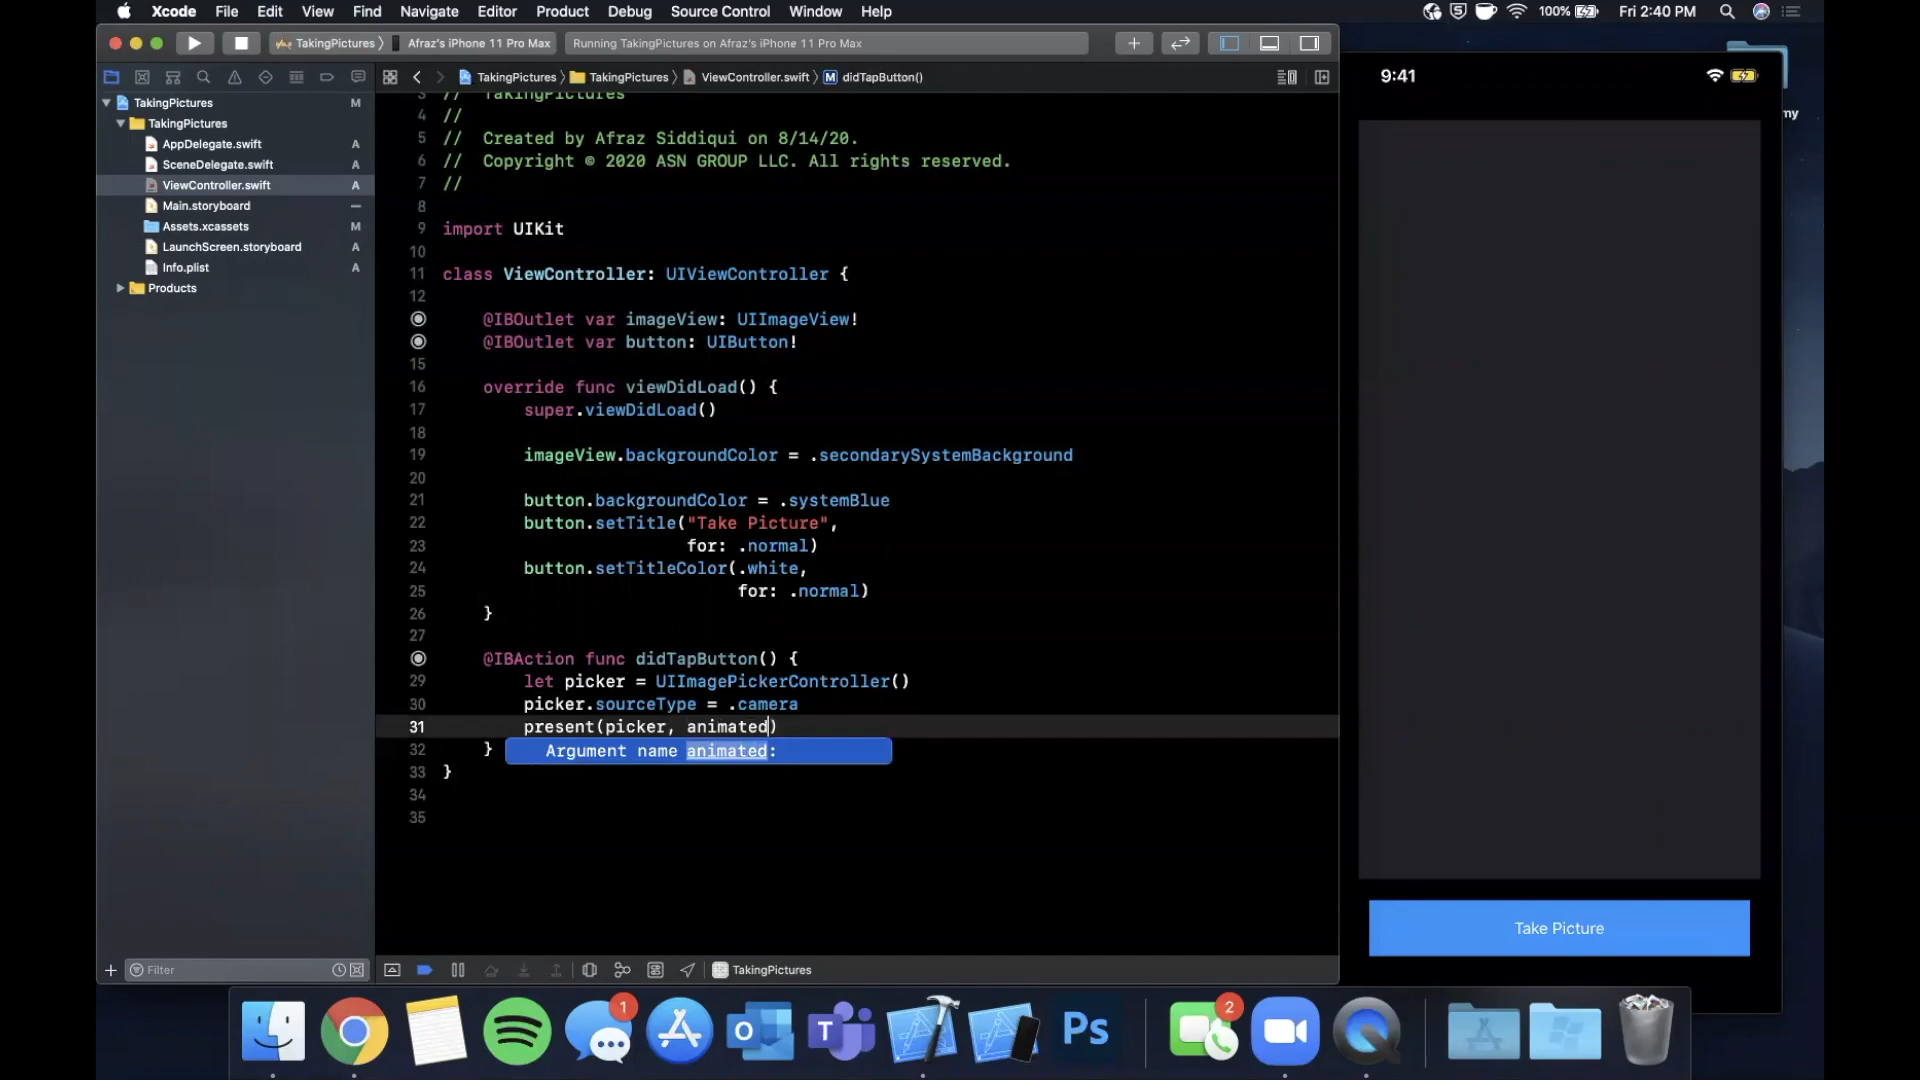 Xcode File Edit View Find Navigate Editor Product Debug Source Control Window Help 100% Fri 2:40 PM
TakingPictures Afraz's iPhone 11 Pro Max Running TakingPictures on Afraz's iPhone 11 Pro Max
TakingPictures TakingPictures ViewController.swift M didTapButton()
9:41
my
TakingPictures M
TakingPictures
AppDelegate.swift A
SceneDelegate.swift A
ViewController.swift A
Main.storyboard —
Assets.xcassets M
LaunchScreen.storyboard A
Info.plist A
Products
3 // TakingPictures
4 //
5 // Created by Afraz Siddiqui on 8/14/20.
6 // Copyright © 2020 ASN GROUP LLC. All rights reserved.
7 //
8
9 import UIKit
10
11 class ViewController: UIViewController {
12
@IBOutlet var imageView: UIImageView!
@IBOutlet var button: UIButton!
15
16 override func viewDidLoad() {
17 super.viewDidLoad()
18
19 imageView.backgroundColor = .secondarySystemBackground
20
21 button.backgroundColor = .systemBlue
22 button.setTitle("Take Picture",
23 for: .normal)
24 button.setTitleColor(.white,
25 for: .normal)
26 }
27
@IBAction func didTapButton() {
29 let picker = UIImagePickerController()
30 picker.sourceType = .camera
31 present(picker, animated)
32 }
Argument name animated:
33 }
34
35
Take Picture
Filter
TakingPictures
1
2
O
T
Ps